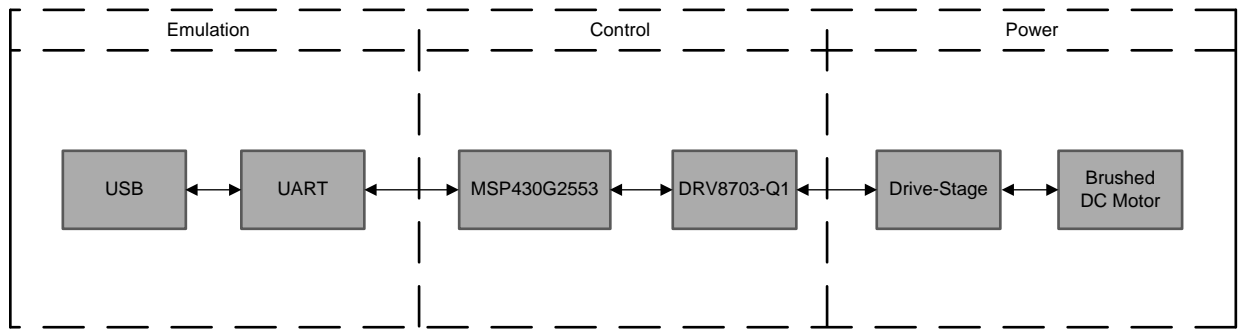 Emulation
Control
Power
USB
UART
MSP430G2553
DRV8703-Q1
Drive-Stage
Brushed
DC Motor